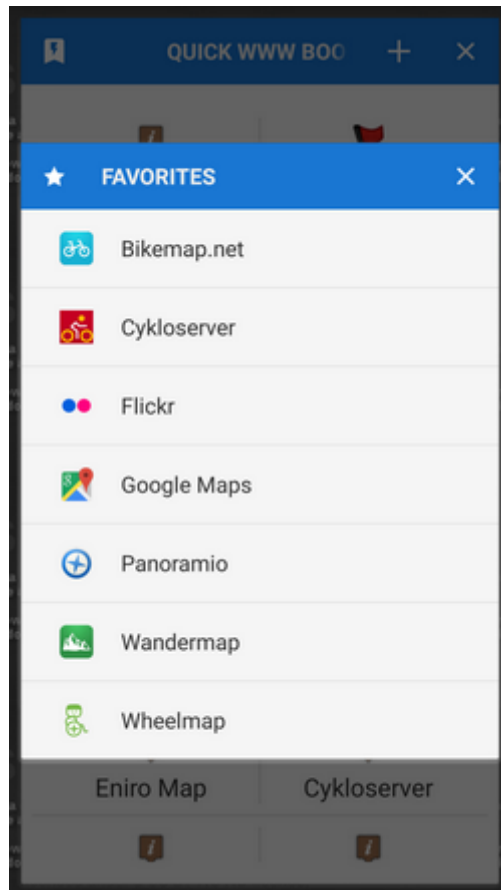 QUICK WWW BOO
FAVORITES
Bikemap.net
Cykloserver
Flickr
Google Maps
Panoramio
Wandermap
Wheelmap
Eniro Map Cykloserver